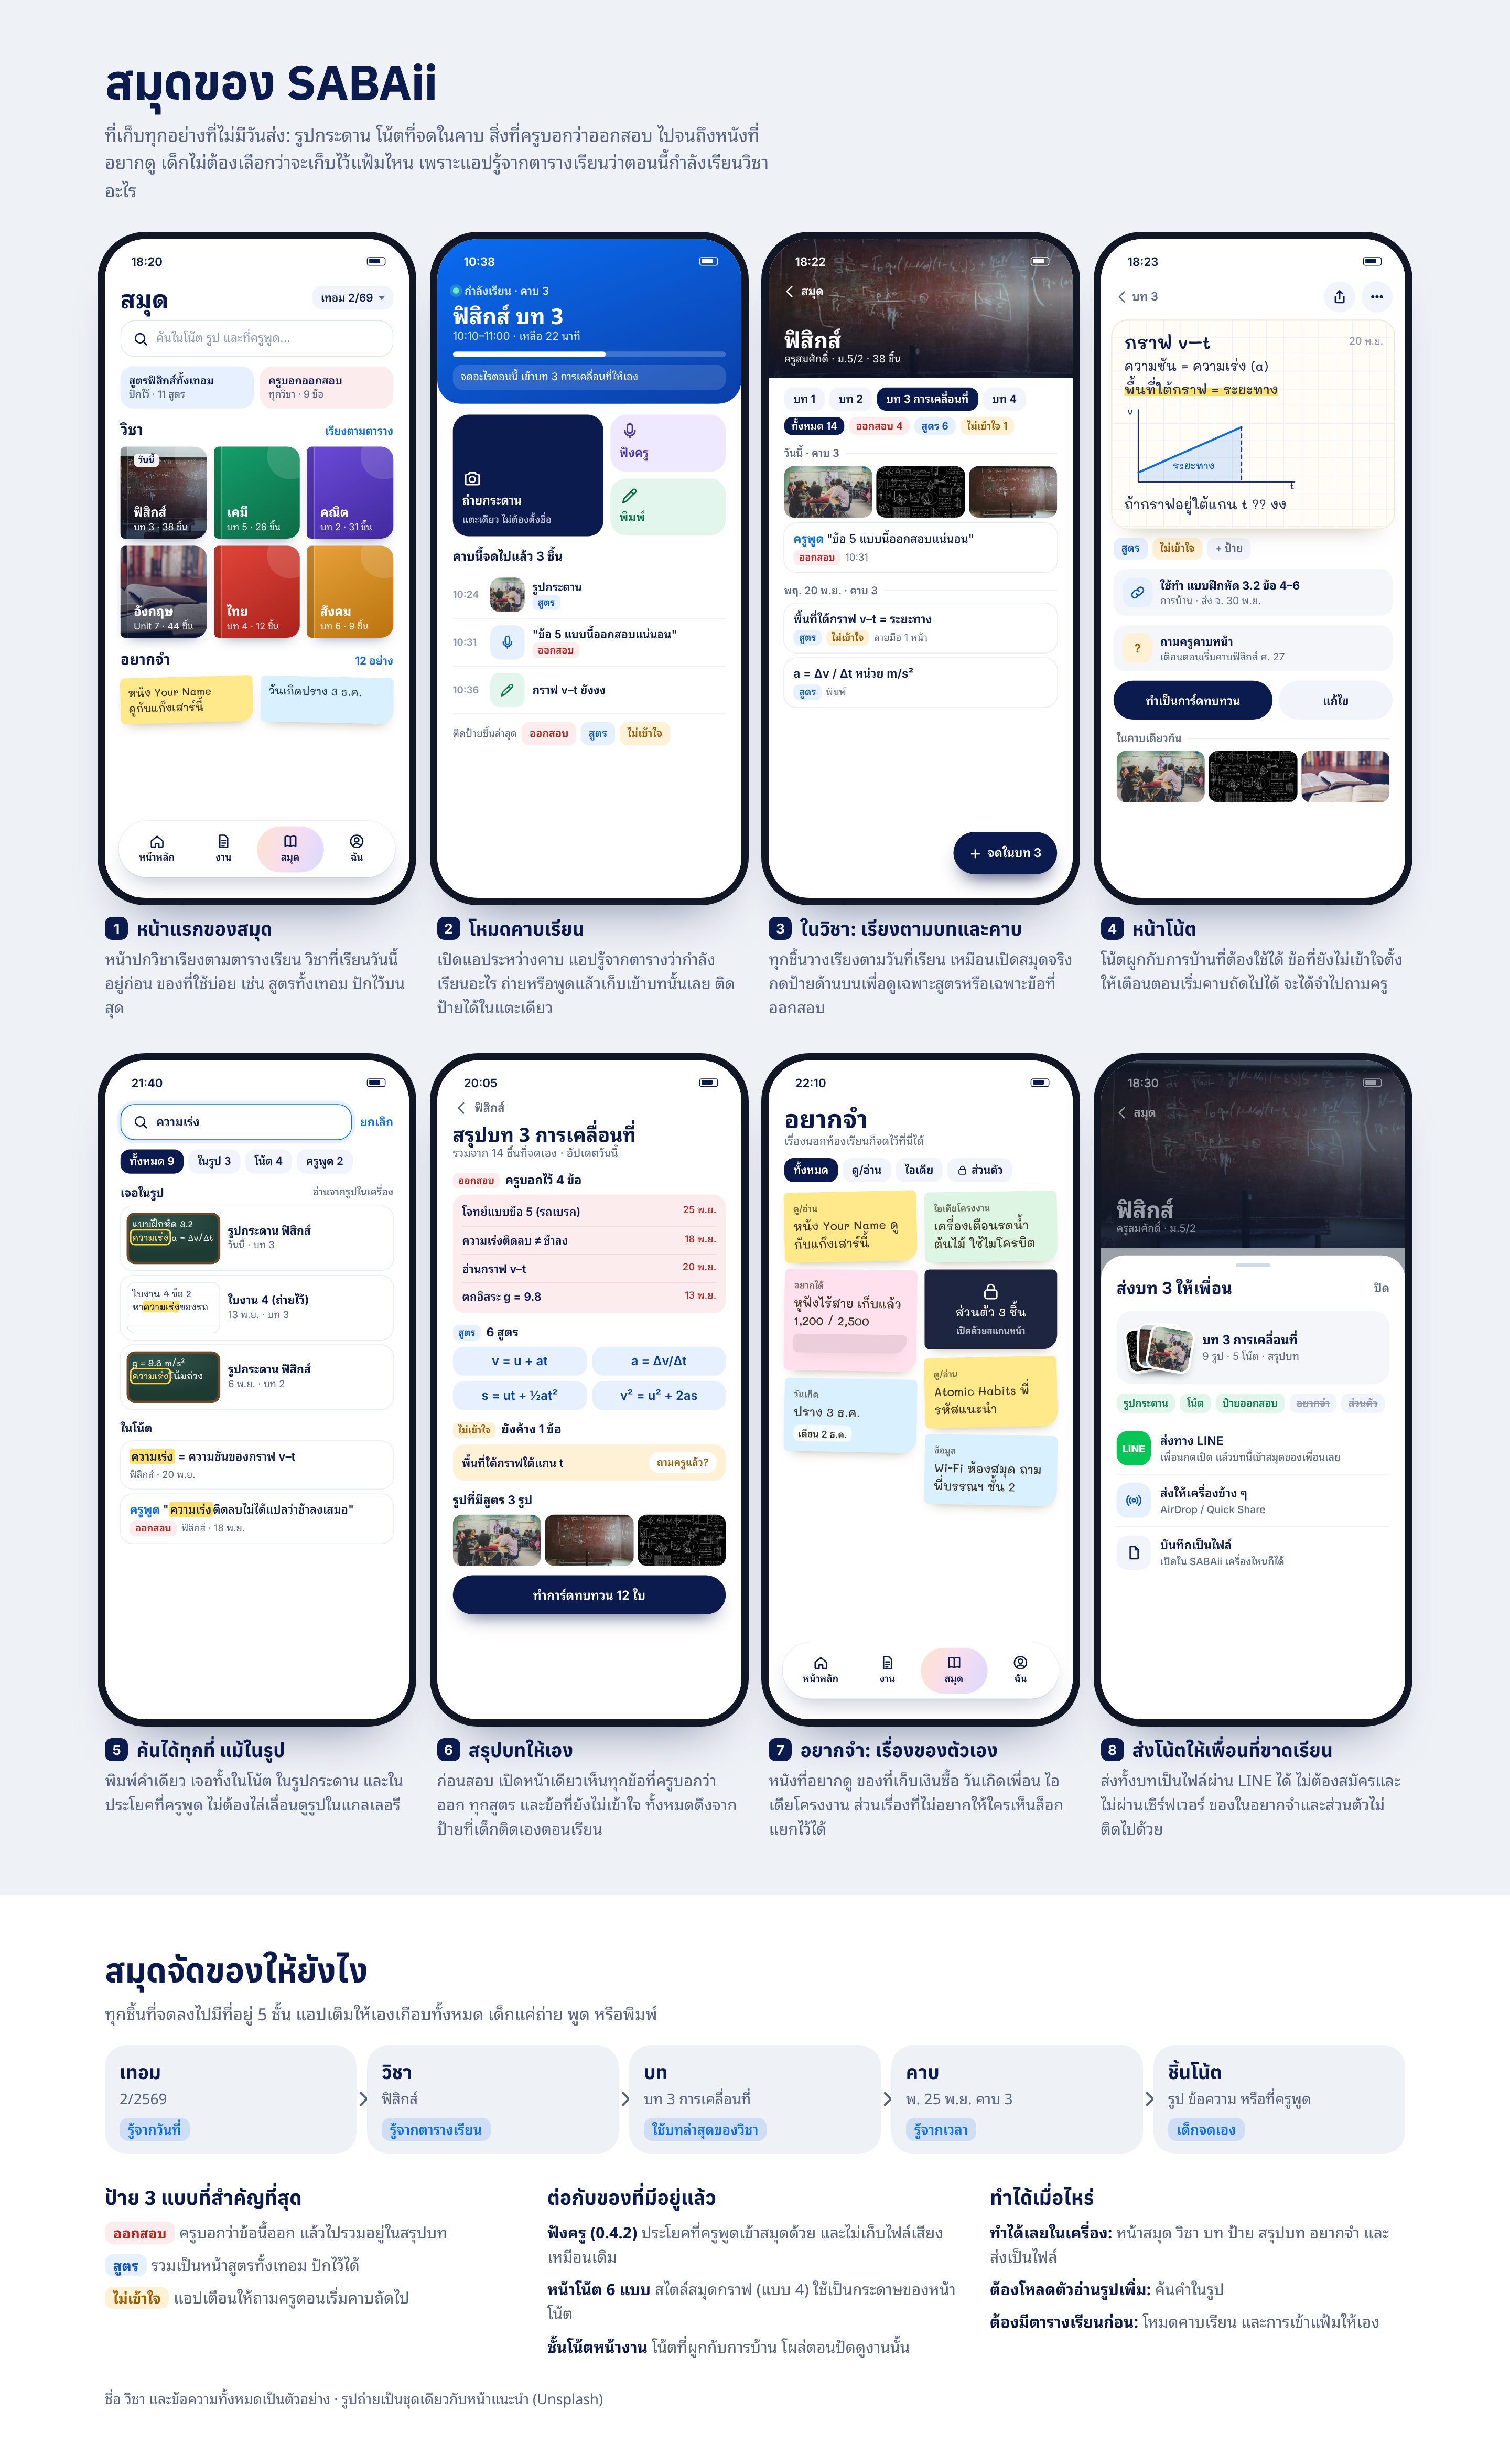 สมุดของ SABAii
ที่เก็บทุกอย่างที่ไม่มีวันส่ง: รูปกระดาน โน้ตที่จดในคาบ สิ่งที่ครูบอกว่าออกสอบ ไปจนถึงหนังที่
อยากดู เด็กไม่ต้องเลือกว่าจะเก็บไว้แฟ้มไหน เพราะแอปรู้จากตารางเรียนว่าตอนนี้กำลังเรียนวิชา
อะไร
18:20
สมุด
เทอม 2/69
ค้นในโน้ต รูป และที่ครูพูด...
สูตรฟิสิกส์ทั้งเทอม
ปักไว้ · 11 สูตร
ครูบอกออกสอบ
ทุกวิชา · 9 ข้อ
วิชา
เรียงตามตาราง
วันนี้
ฟิสิกส์
บท 3 · 38 ชิ้น
เคมี
บท 5 · 26 ชิ้น
คณิต
บท 2 · 31 ชิ้น
อังกฤษ
Unit 7 · 44 ชิ้น
ไทย
บท 4 · 12 ชิ้น
สังคม
บท 6 · 9 ชิ้น
อยากจำ
12 อย่าง
หนัง Your Name
ดูกับแก๊งเสาร์นี้
วันเกิดปราง 3 ธ.ค.
หน้าหลัก
งาน
สมุด
ฉัน
10:38
กำลังเรียน · คาบ 3
ฟิสิกส์ บท 3
10:10–11:00 · เหลือ 22 นาที
จดอะไรตอนนี้ เข้าบท 3 การเคลื่อนที่ให้เอง
ถ่ายกระดาน
แตะเดียว ไม่ต้องตั้งชื่อ
ฟังครู
พิมพ์
คาบนี้จดไปแล้ว 3 ชิ้น
10:24
รูปกระดาน
สูตร
10:31
"ข้อ 5 แบบนี้ออกสอบแน่นอน"
ออกสอบ
10:36
กราฟ v–t ยังงง
ติดป้ายชิ้นล่าสุด
ออกสอบ
สูตร
ไม่เข้าใจ
18:22
สมุด
ฟิสิกส์
ครูสมศักดิ์ · ม.5/2 · 38 ชิ้น
บท 1
บท 2
บท 3 การเคลื่อนที่
บท 4
ทั้งหมด 14
ออกสอบ 4
สูตร 6
ไม่เข้าใจ 1
วันนี้ · คาบ 3
ครูพูด "ข้อ 5 แบบนี้ออกสอบแน่นอน"
ออกสอบ 10:31
พฤ. 20 พ.ย. · คาบ 3
พื้นที่ใต้กราฟ v–t = ระยะทาง
สูตร ไม่เข้าใจ ลายมือ 1 หน้า
a = Δv / Δt หน่วย m/s²
สูตร พิมพ์
+ จดในบท 3
18:23
บท 3
กราฟ v–t
20 พ.ย.
ความชัน = ความเร่ง (a)
พื้นที่ใต้กราฟ = ระยะทาง
v
ระยะทาง
t
ถ้ากราฟอยู่ใต้แกน t ?? งง
สูตร
ไม่เข้าใจ
+ ป้าย
ใช้ทำ แบบฝึกหัด 3.2 ข้อ 4–6
การบ้าน · ส่ง จ. 30 พ.ย.
?
ถามครูคาบหน้า
เตือนตอนเริ่มคาบฟิสิกส์ ศ. 27
ทำเป็นการ์ดทบทวน
แก้ไข
ในคาบเดียวกัน
1 หน้าแรกของสมุด
หน้าปกวิชาเรียงตามตารางเรียน วิชาที่เรียนวันนี้
อยู่ก่อน ของที่ใช้บ่อย เช่น สูตรทั้งเทอม ปักไว้บน
สุด
2 โหมดคาบเรียน
เปิดแอประหว่างคาบ แอปรู้จากตารางว่ากำลัง
เรียนอะไร ถ่ายหรือพูดแล้วเก็บเข้าบทนั้นเลย ติด
ป้ายได้ในแตะเดียว
3 ในวิชา: เรียงตามบทและคาบ
ทุกชิ้นวางเรียงตามวันที่เรียน เหมือนเปิดสมุดจริง
กดป้ายด้านบนเพื่อดูเฉพาะสูตรหรือเฉพาะข้อที่
ออกสอบ
4 หน้าโน้ต
โน้ตผูกกับการบ้านที่ต้องใช้ได้ ข้อที่ยังไม่เข้าใจตั้ง
ให้เตือนตอนเริ่มคาบถัดไปได้ จะได้จำไปถามครู
21:40
ความเร่ง
ยกเลิก
ทั้งหมด 9
ในรูป 3
โน้ต 4
ครูพูด 2
เจอในรูป
อ่านจากรูปในเครื่อง
แบบฝึกหัด 3.2
ความเร่ง a = Δv/Δt
รูปกระดาน ฟิสิกส์
วันนี้ · บท 3
ใบงาน 4 ข้อ 2
หาความเร่งของรถ
ใบงาน 4 (ถ่ายไว้)
13 พ.ย. · บท 3
g = 9.8 m/s²
ความเร่งโน้มถ่วง
รูปกระดาน ฟิสิกส์
6 พ.ย. · บท 2
ในโน้ต
ความเร่ง = ความชันของกราฟ v–t
ฟิสิกส์ · 20 พ.ย.
ครูพูด "ความเร่งติดลบไม่ได้แปลว่าช้าลงเสมอ"
ออกสอบ ฟิสิกส์ · 18 พ.ย.
20:05
ฟิสิกส์
สรุปบท 3 การเคลื่อนที่
รวมจาก 14 ชิ้นที่จดเอง · อัปเดตวันนี้
ออกสอบ ครูบอกไว้ 4 ข้อ
โจทย์แบบข้อ 5 (รถเบรก) 25 พ.ย.
ความเร่งติดลบ ≠ ช้าลง 18 พ.ย.
อ่านกราฟ v–t 20 พ.ย.
ตกอิสระ g = 9.8 13 พ.ย.
สูตร 6 สูตร
v = u + at
a = Δv/Δt
s = ut + ½at²
v² = u² + 2as
ไม่เข้าใจ ยังค้าง 1 ข้อ
พื้นที่ใต้กราฟใต้แกน t
ถามครูแล้ว?
รูปที่มีสูตร 3 รูป
ทำการ์ดทบทวน 12 ใบ
22:10
อยากจำ
เรื่องนอกห้องเรียนก็จดไว้ที่นี่ได้
ทั้งหมด
ดู/อ่าน
ไอเดีย
ส่วนตัว
ดู/อ่าน
หนัง Your Name ดู
กับแก๊งเสาร์นี้
ไอเดียโครงงาน
เครื่องเตือนรดน้ำ
ต้นไม้ ใช้ไมโครบิต
อยากได้
หูฟังไร้สาย เก็บแล้ว
1,200 / 2,500
ส่วนตัว 3 ชิ้น
เปิดด้วยสแกนหน้า
วันเกิด
ปราง 3 ธ.ค.
เตือน 2 ธ.ค.
ดู/อ่าน
Atomic Habits พี่
รหัสแนะนำ
ข้อมูล
Wi-Fi ห้องสมุด ถาม
พี่บรรณฯ ชั้น 2
หน้าหลัก
งาน
สมุด
ฉัน
18:30
สมุด
ฟิสิกส์
ครูสมศักดิ์ · ม.5/2
ส่งบท 3 ให้เพื่อน
ปิด
บท 3 การเคลื่อนที่
9 รูป · 5 โน้ต · สรุปบท
รูปกระดาน
โน้ต
ป้ายออกสอบ
อยากจำ
ส่วนตัว
LINE
ส่งทาง LINE
เพื่อนกดเปิด แล้วบทนี้เข้าสมุดของเพื่อนเลย
ส่งให้เครื่องข้าง ๆ
AirDrop / Quick Share
บันทึกเป็นไฟล์
เปิดใน SABAii เครื่องไหนก็ได้
5 ค้นได้ทุกที่ แม้ในรูป
พิมพ์คำเดียว เจอทั้งในโน้ต ในรูปกระดาน และใน
ประโยคที่ครูพูด ไม่ต้องไล่เลื่อนดูรูปในแกลเลอรี
6 สรุปบทให้เอง
ก่อนสอบ เปิดหน้าเดียวเห็นทุกข้อที่ครูบอกว่า
ออก ทุกสูตร และข้อที่ยังไม่เข้าใจ ทั้งหมดดึงจาก
ป้ายที่เด็กติดเองตอนเรียน
7 อยากจำ: เรื่องของตัวเอง
หนังที่อยากดู ของที่เก็บเงินซื้อ วันเกิดเพื่อน ไอ
เดียโครงงาน ส่วนเรื่องที่ไม่อยากให้ใครเห็นล็อก
แยกไว้ได้
8 ส่งโน้ตให้เพื่อนที่ขาดเรียน
ส่งทั้งบทเป็นไฟล์ผ่าน LINE ได้ ไม่ต้องสมัครและ
ไม่ผ่านเซิร์ฟเวอร์ ของในอยากจำและส่วนตัวไม่
ติดไปด้วย
สมุดจัดของให้ยังไง
ทุกชิ้นที่จดลงไปมีที่อยู่ 5 ชั้น แอปเติมให้เองเกือบทั้งหมด เด็กแค่ถ่าย พูด หรือพิมพ์
เทอม
2/2569
รู้จากวันที่
วิชา
ฟิสิกส์
รู้จากตารางเรียน
บท
บท 3 การเคลื่อนที่
ใช้บทล่าสุดของวิชา
คาบ
พ. 25 พ.ย. คาบ 3
รู้จากเวลา
ชิ้นโน้ต
รูป ข้อความ หรือที่ครูพูด
เด็กจดเอง
ป้าย 3 แบบที่สำคัญที่สุด
ออกสอบ ครูบอกว่าข้อนี้ออก แล้วไปรวมอยู่ในสรุปบท
สูตร รวมเป็นหน้าสูตรทั้งเทอม ปักไว้ได้
ไม่เข้าใจ แอปเตือนให้ถามครูตอนเริ่มคาบถัดไป
ต่อกับของที่มีอยู่แล้ว
ฟังครู (0.4.2) ประโยคที่ครูพูดเข้าสมุดด้วย และไม่เก็บไฟล์เสียง
เหมือนเดิม
หน้าโน้ต 6 แบบ สไตล์สมุดกราฟ (แบบ 4) ใช้เป็นกระดาษของหน้า
โน้ต
ชั้นโน้ตหน้างาน โน้ตที่ผูกกับการบ้าน โผล่ตอนปัดดูงานนั้น
ทำได้เมื่อไหร่
ทำได้เลยในเครื่อง: หน้าสมุด วิชา บท ป้าย สรุปบท อยากจำ และ
ส่งเป็นไฟล์
ต้องโหลดตัวอ่านรูปเพิ่ม: ค้นคำในรูป
ต้องมีตารางเรียนก่อน: โหมดคาบเรียน และการเข้าแฟ้มให้เอง
ชื่อ วิชา และข้อความทั้งหมดเป็นตัวอย่าง · รูปถ่ายเป็นชุดเดียวกับหน้าแนะนำ (Unsplash)